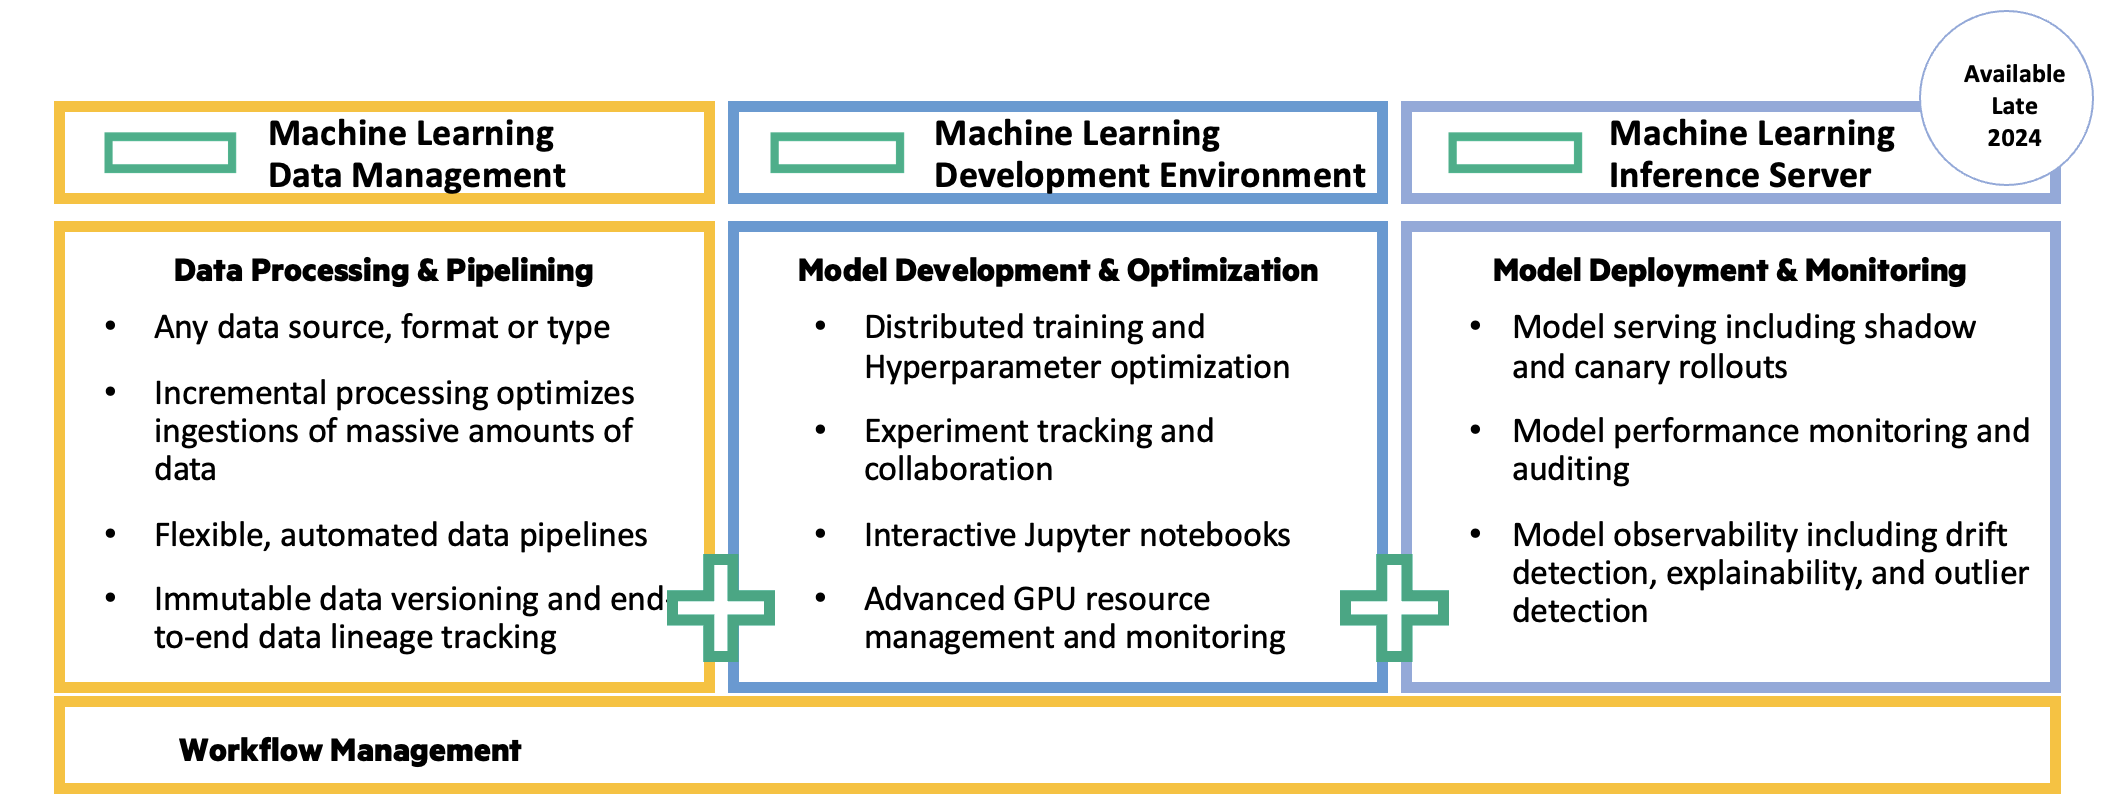 Available
Late
2024
Machine Learning
Data Management
Machine Learning
Development Environment
Machine Learning
Inference Server
Data Processing & Pipelining
• Any data source, format or type
• Incremental processing optimizes
ingestions of massive amounts of
data
• Flexible, automated data pipelines
• Immutable data versioning and end-
to-end data lineage tracking
Model Development & Optimization
• Distributed training and
Hyperparameter optimization
• Experiment tracking and
collaboration
• Interactive Jupyter notebooks
• Advanced GPU resource
management and monitoring
Model Deployment & Monitoring
• Model serving including shadow
and canary rollouts
• Model performance monitoring and
auditing
• Model observability including drift
detection, explainability, and outlier
detection
Workflow Management